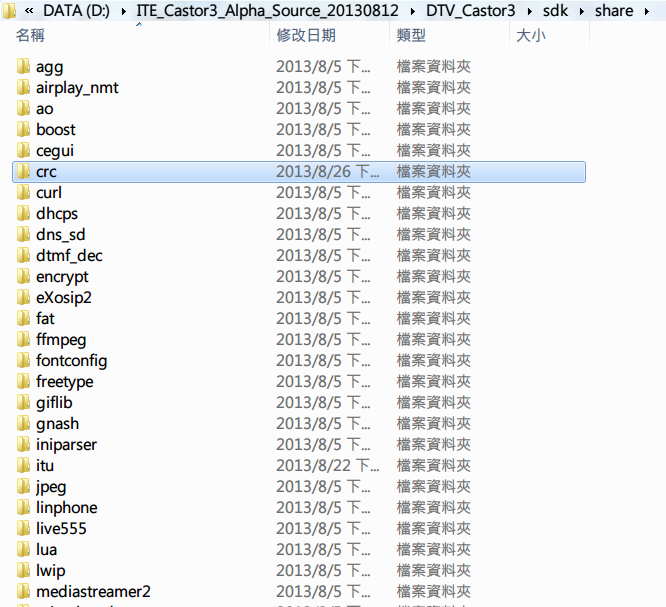 « DATA (D:) ▸ ITE_Castor3_Alpha_Source_20130812 ▸ DTV_Castor3 ▸ sdk ▸ share ▸
名稱 修改日期 類型 大小
agg 2013/8/5 下... 檔案資料夾
airplay_nmt 2013/8/5 下... 檔案資料夾
ao 2013/8/5 下... 檔案資料夾
boost 2013/8/5 下... 檔案資料夾
cegui 2013/8/5 下... 檔案資料夾
crc 2013/8/26 下... 檔案資料夾
curl 2013/8/5 下... 檔案資料夾
dhcps 2013/8/5 下... 檔案資料夾
dns_sd 2013/8/5 下... 檔案資料夾
dtmf_dec 2013/8/5 下... 檔案資料夾
encrypt 2013/8/5 下... 檔案資料夾
eXosip2 2013/8/5 下... 檔案資料夾
fat 2013/8/5 下... 檔案資料夾
ffmpeg 2013/8/5 下... 檔案資料夾
fontconfig 2013/8/5 下... 檔案資料夾
freetype 2013/8/5 下... 檔案資料夾
giflib 2013/8/5 下... 檔案資料夾
gnash 2013/8/5 下... 檔案資料夾
iniparser 2013/8/5 下... 檔案資料夾
itu 2013/8/22 下... 檔案資料夾
jpeg 2013/8/5 下... 檔案資料夾
linphone 2013/8/5 下... 檔案資料夾
live555 2013/8/5 下... 檔案資料夾
lua 2013/8/5 下... 檔案資料夾
lwip 2013/8/5 下... 檔案資料夾
mediastreamer2 2013/8/5 下... 檔案資料夾